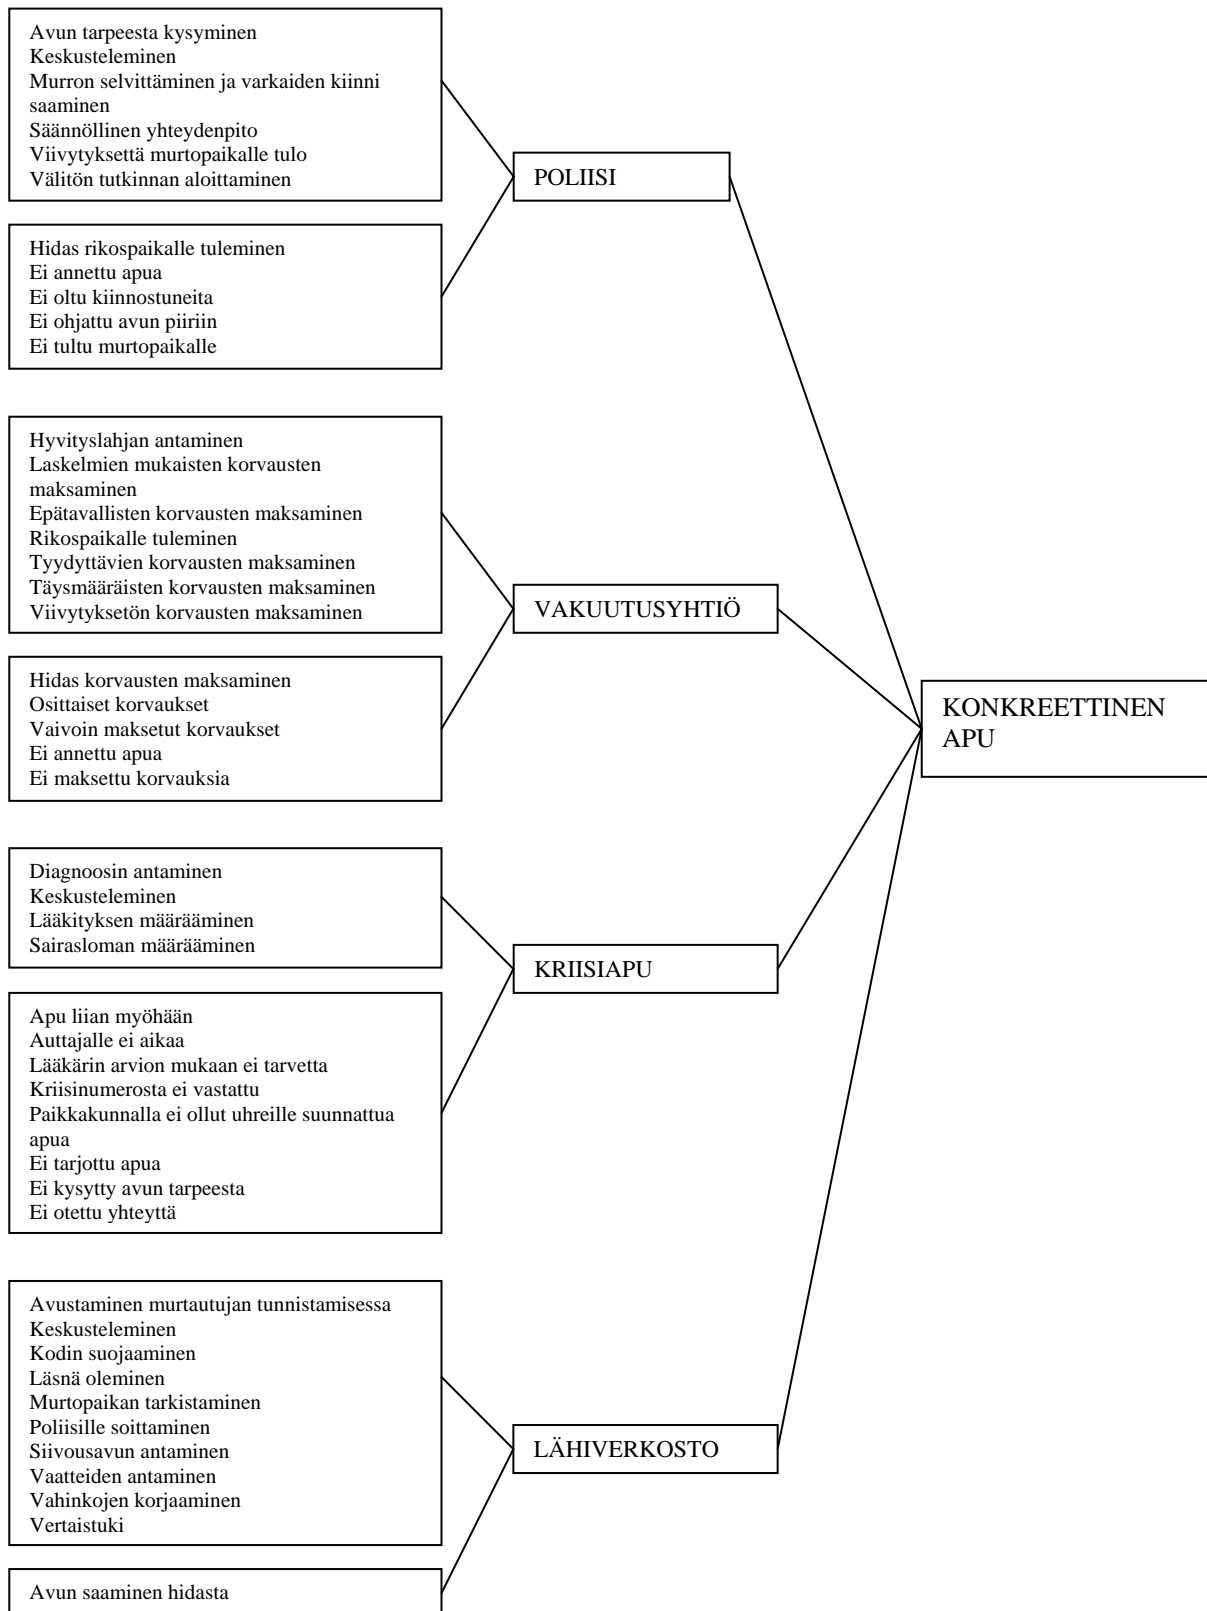 Avun tarpeesta kysyminen
Keskusteleminen
Murron selvittäminen ja varkaiden kiinni
saaminen
Säännöllinen yhteydenpito
Viivytyksettä murtopaikalle tulo
Välitön tutkinnan aloittaminen
POLIISI
Hidas rikospaikalle tuleminen
Ei annettu apua
Ei oltu kiinnostuneita
Ei ohjattu avun piiriin
Ei tultu murtopaikalle
Hyvityslahjan antaminen
Laskelmien mukaisten korvausten
maksaminen
Epätavallisten korvausten maksaminen
Rikospaikalle tuleminen
Tyydyttävien korvausten maksaminen
Täysmääräisten korvausten maksaminen
Viivytyksetön korvausten maksaminen
VAKUUTUSYHTIÖ
Hidas korvausten maksaminen
Osittaiset korvaukset
Vaivoin maksetut korvaukset
Ei annettu apua
Ei maksettu korvauksia
KONKREETTINEN
APU
Diagnoosin antaminen
Keskusteleminen
Lääkityksen määrääminen
Sairasloman määrääminen
KRIISIAPU
Apu liian myöhään
Auttajalle ei aikaa
Lääkärin arvion mukaan ei tarvetta
Kriisinumerosta ei vastattu
Paikkakunnalla ei ollut uhreille suunnattua
apua
Ei tarjottu apua
Ei kysytty avun tarpeesta
Ei otettu yhteyttä
Avustaminen murtautujan tunnistamisessa
Keskusteleminen
Kodin suojaaminen
Läsnä oleminen
Murtopaikan tarkistaminen
Poliisille soittaminen
Siivousavun antaminen
Vaatteiden antaminen
Vahinkojen korjaaminen
Vertaistuki
LÄHIVERKOSTO
Avun saaminen hidasta